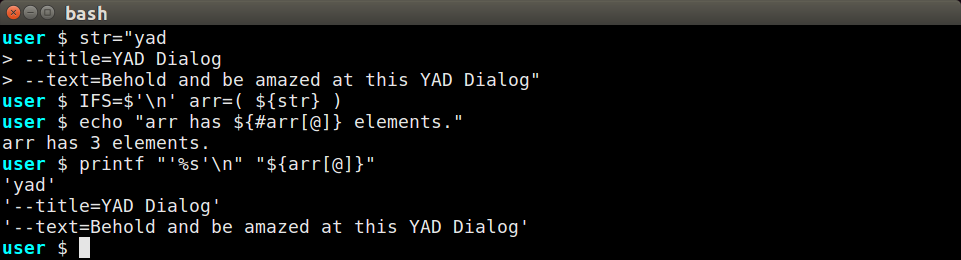 bash
user $ str="yad
> --title=YAD Dialog
> --text=Behold and be amazed at this YAD Dialog"
user $ IFS=$'\n' arr=( ${str} )
user $ echo "arr has ${#arr[@]} elements."
arr has 3 elements.
user $ printf "'%s'\n" "${arr[@]}"
'yad'
'--title=YAD Dialog'
'--text=Behold and be amazed at this YAD Dialog'
user $